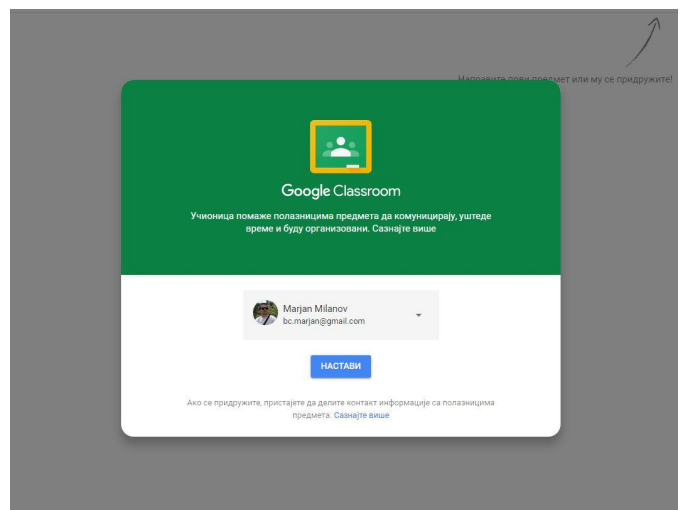 Направите први предмет или му се придружите!
Google Classroom
Учионица помаже полазницима предмета да комуницирају, уштеде
време и буду организовани. Сазнајте више
Marjan Milanov
bc.marjan@gmail.com
НАСТАВИ
Ако се придружите, пристајете да делите контакт информације са полазницима
предмета. Сазнајте више